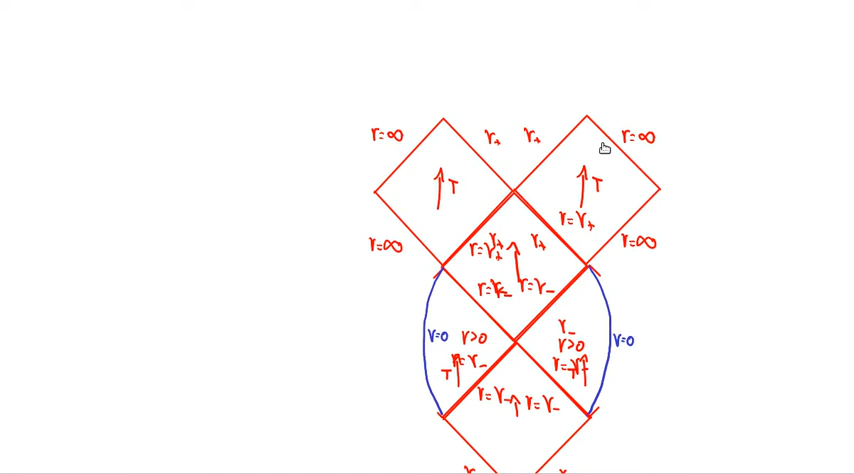 r=∞ r₊ r₊ r=∞
T T
r=r₊
r=∞ r=r₊ r₊ r₊ r=∞
r=r₋ r=r₋
r₋
r=0 r>0 r>0 r=0
T r=r₋ r=r₋ T
r=r₋ r=r₋